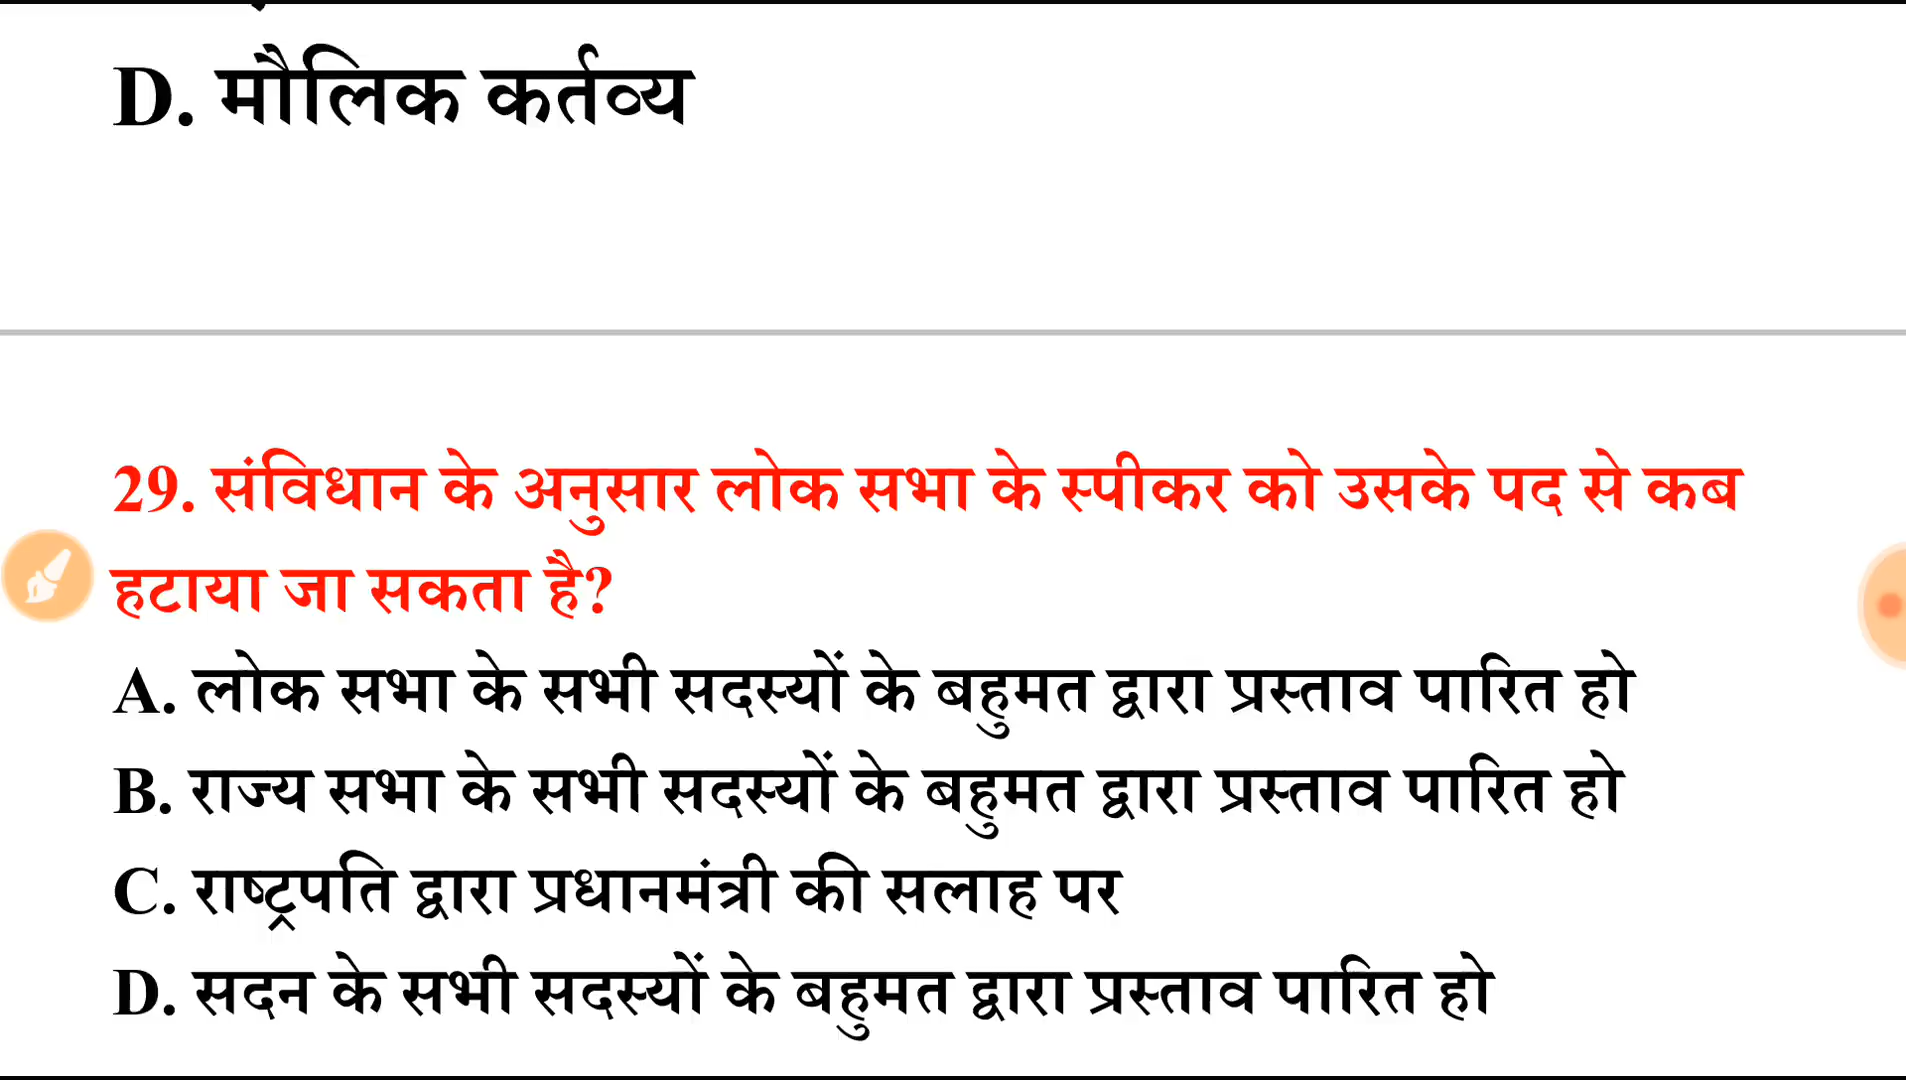 D. मौलिक कर्तव्य
29. संविधान के अनुसार लोक सभा के स्पीकर को उसके पद से कब
हटाया जा सकता है?
A. लोक सभा के सभी सदस्यों के बहुमत द्वारा प्रस्ताव पारित हो
B. राज्य सभा के सभी सदस्यों के बहुमत द्वारा प्रस्ताव पारित हो
C. राष्ट्रपति द्वारा प्रधानमंत्री की सलाह पर
D. सदन के सभी सदस्यों के बहुमत द्वारा प्रस्ताव पारित हो